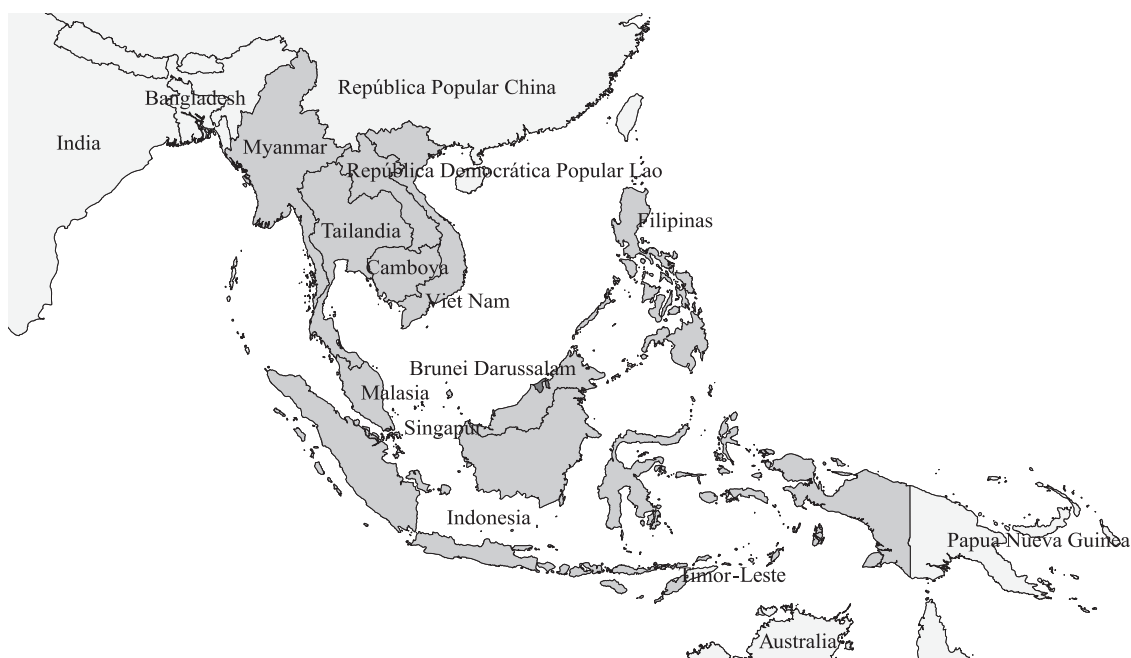 República Popular China
Bangladesh
India
Myanmar
República Democrática Popular Lao
Filipinas
Tailandia
Camboya
Viet Nam
Brunei Darussalam
Malasia
Singapur
Indonesia
Papua Nueva Guinea
Timor-Leste
Australia